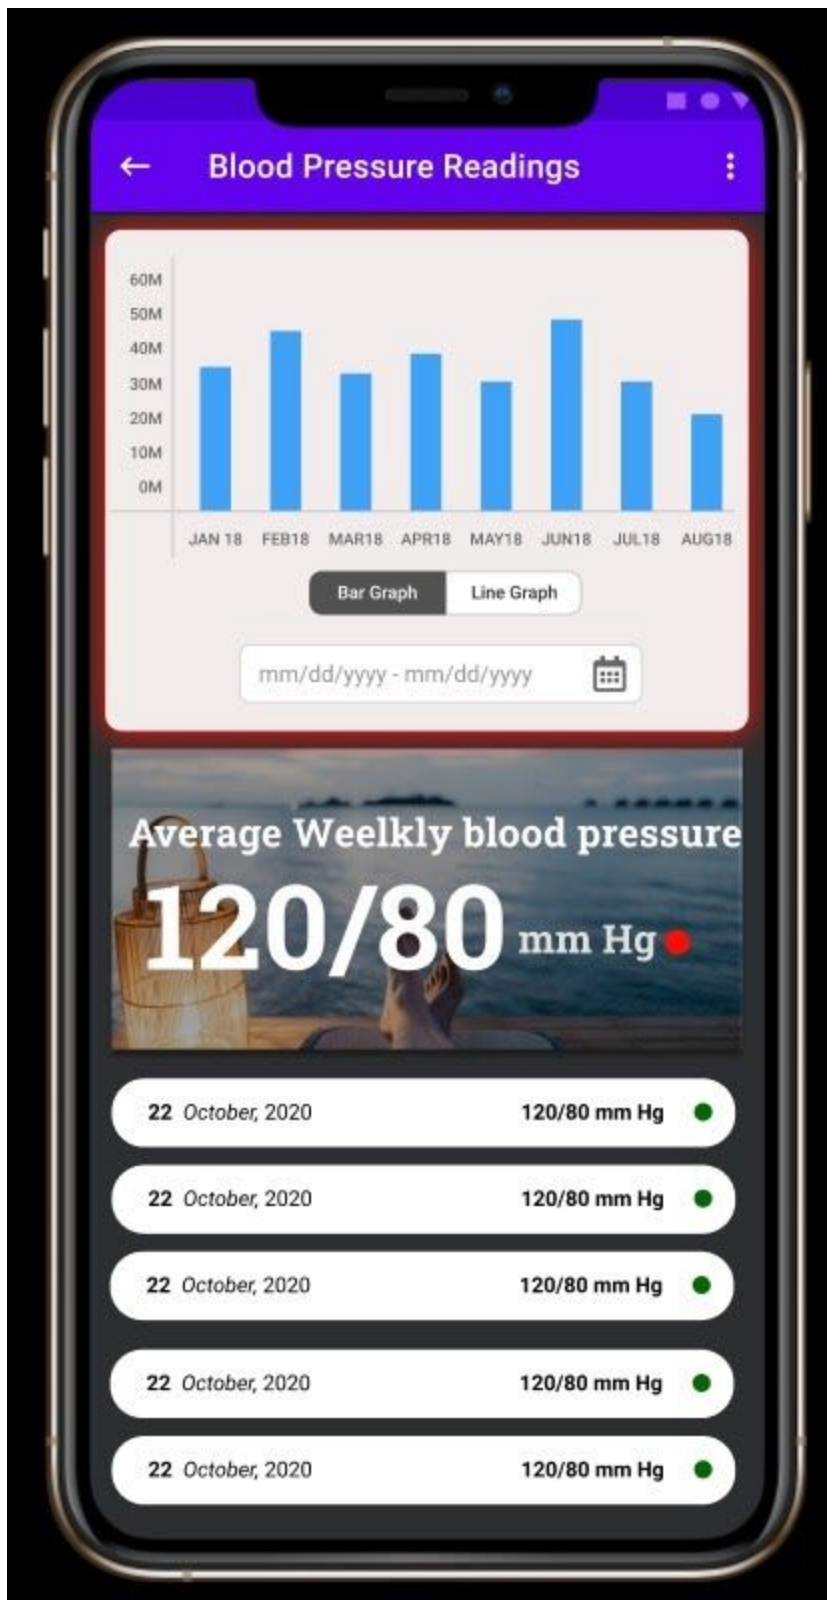 Blood Pressure Readings
60M
50M
40M
30M
20M
10M
0M
JAN 18 FEB18 MAR18 APR18 MAY18 JUN18 JUL18 AUG18
Bar Graph Line Graph
mm/dd/yyyy - mm/dd/yyyy
Average Weelkly blood pressure
120/80 mm Hg
22 October, 2020 120/80 mm Hg
22 October, 2020 120/80 mm Hg
22 October, 2020 120/80 mm Hg
22 October, 2020 120/80 mm Hg
22 October, 2020 120/80 mm Hg